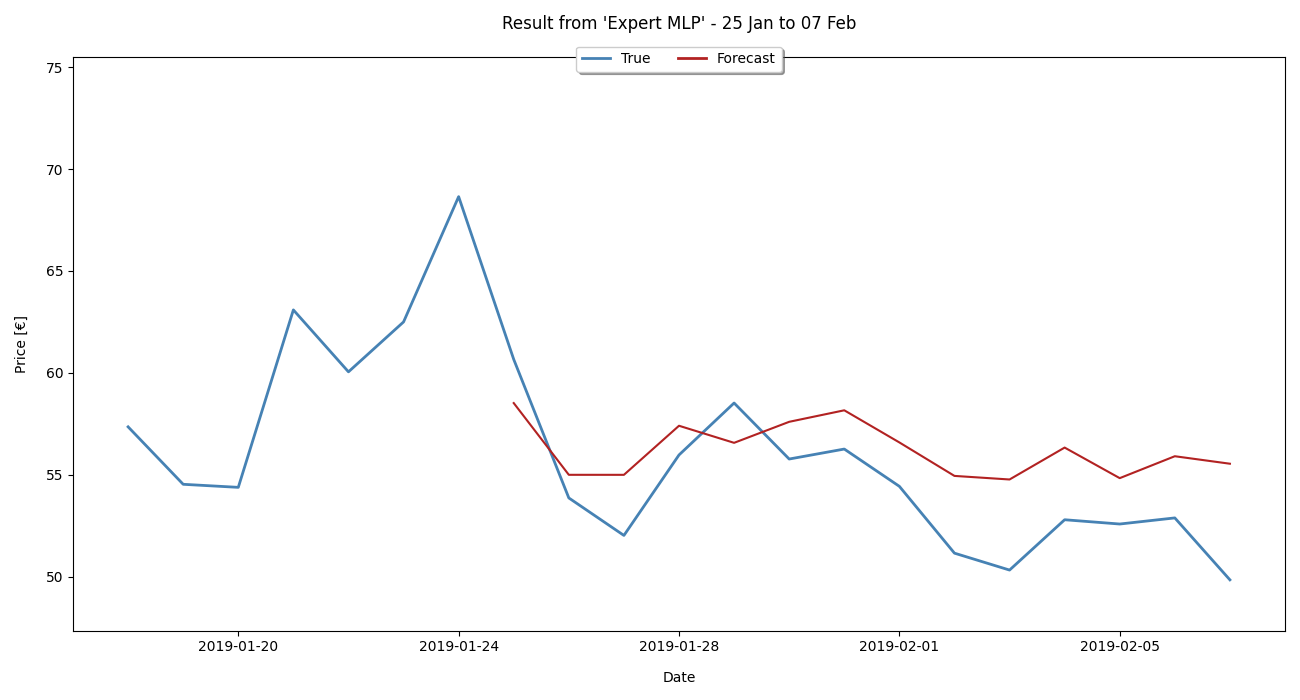 Result from 'Expert MLP' - 25 Jan to 07 Feb
True Forecast
75
70
65
60
55
50
Price [€]
2019-01-20 2019-01-24 2019-01-28 2019-02-01 2019-02-05
Date